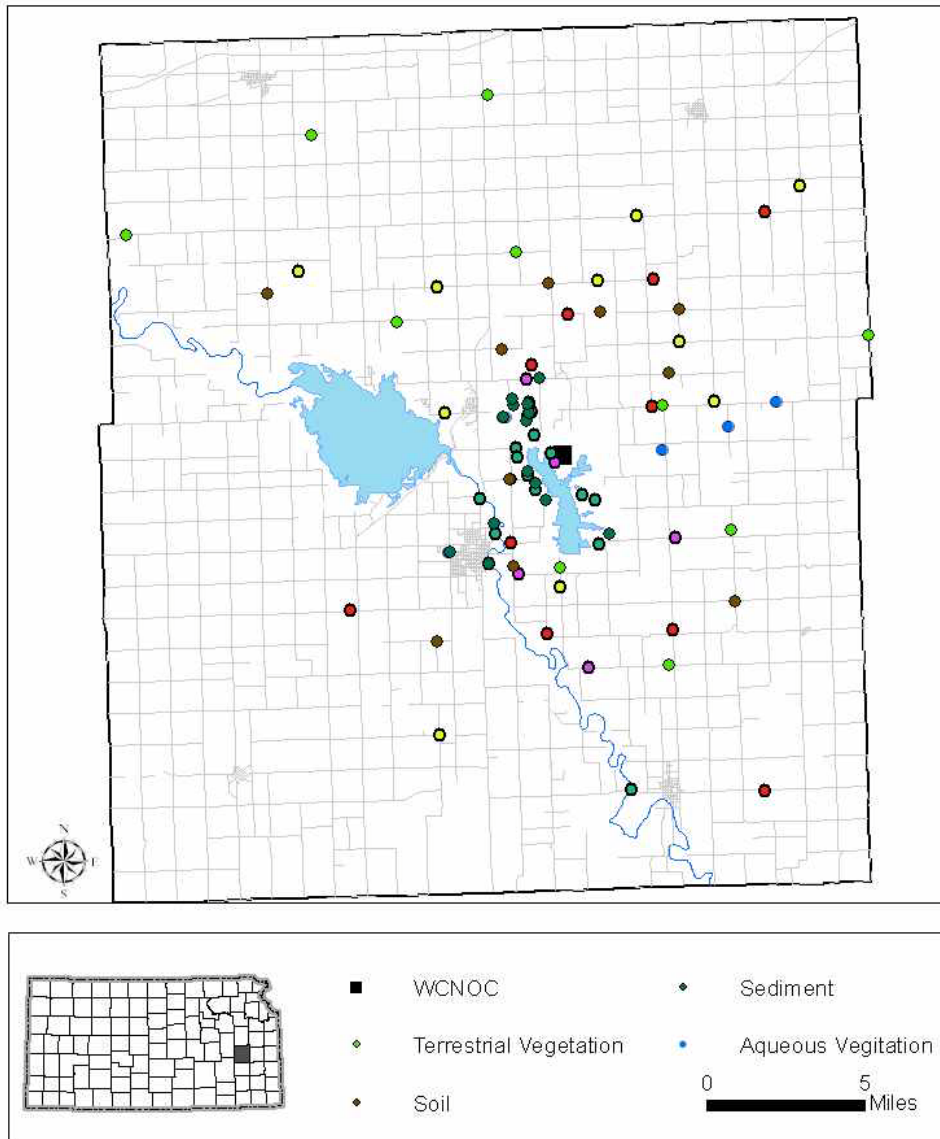 N
W E
S
WCNOC
Sediment
Terrestrial Vegetation
Aqueous Vegitation
Soil
0 5
Miles